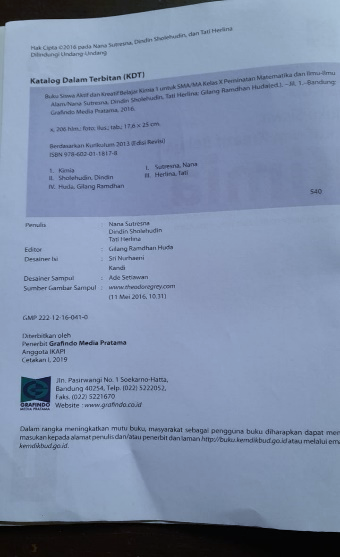 Hak Cipta ©2016 pada Nana Sutresna, Dindin Sholehudin, dan Tati Herlina
Dilindungi Undang-Undang
Katalog Dalam Terbitan (KDT)
Buku Siswa Aktif dan Kreatif Belajar Kimia 1 untuk SMA/MA Kelas X Peminatan Matematika dan Ilmu-Ilmu
Alam/Nana Sutresna, Dindin Sholehudin, Tati Herlina; Gilang Ramdhan Huda(ed.). – Ill. 1.–Bandung:
Grafindo Media Pratama, 2016.
x, 206 hlm.: foto; ilus.; tab.; 17,6 × 25 cm.
Berdasarkan Kurikulum 2013 (Edisi Revisi)
ISBN 978-602-01-1817-8
1. Kimia I. Sutresna, Nana
II. Sholehudin, Dindin III. Herlina, Tati
IV. Huda, Gilang Ramdhan
540
Penulis : Nana Sutresna
Dindin Sholehudin
Tati Herlina
Editor : Gilang Ramdhan Huda
Desainer Isi : Sri Nurhaeni
Kandi
Desainer Sampul : Ade Setiawan
Sumber Gambar Sampul : www.theodoregrey.com
(11 Mei 2016, 10.31)
GMP 222-12-16-041-0
Diterbitkan oleh
Penerbit Grafindo Media Pratama
Anggota IKAPI
Cetakan I, 2019
GRAFINDO
MEDIA PRATAMA
Jln. Pasirwangi No. 1 Soekarno-Hatta,
Bandung 40254, Telp. (022) 5222052,
Faks. (022) 5221670
Website : www.grafindo.co.id
Dalam rangka meningkatkan mutu buku, masyarakat sebagai pengguna buku diharapkan dapat
masukan kepada alamat penulis dan/atau penerbit dan laman http://buku.kemdikbud.go.id atau melalui
kemdikbud.go.id.